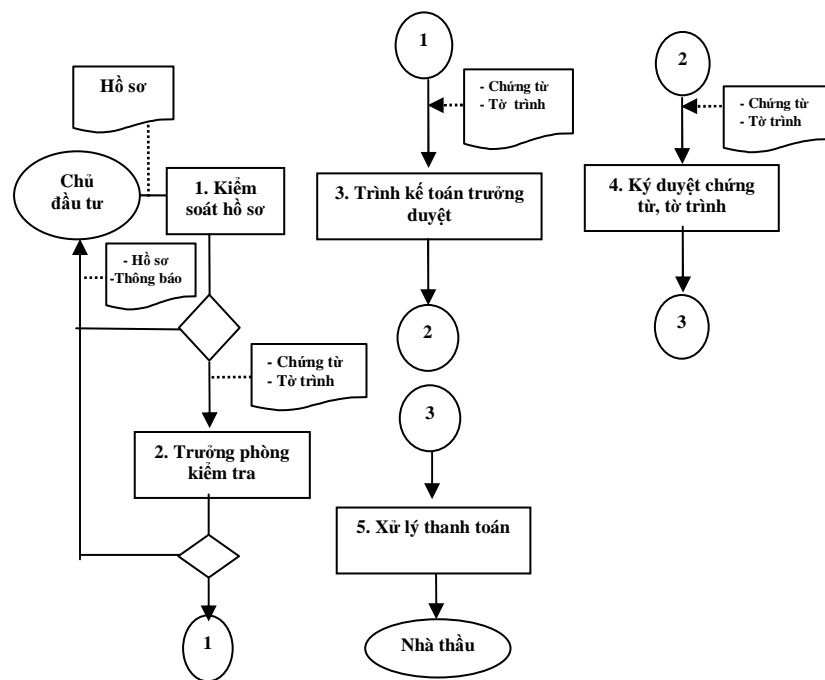 Hồ sơ
Chủ
đầu tư
1. Kiểm
soát hồ sơ
- Hồ sơ
-Thông báo
- Chứng từ
- Tờ trình
2. Trưởng phòng
kiểm tra
1
1
- Chứng từ
- Tờ trình
3. Trình kế toán trưởng
duyệt
2
3
5. Xử lý thanh toán
Nhà thầu
2
- Chứng từ
- Tờ trình
4. Ký duyệt chứng
từ, tờ trình
3